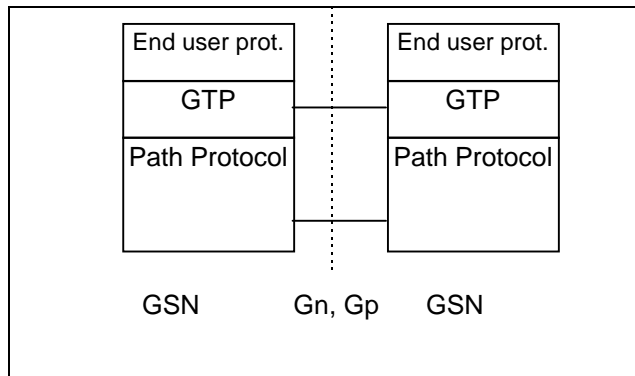 End user prot.
End user prot.
GTP
GTP
Path Protocol
Path Protocol
GSN
Gn, Gp
GSN